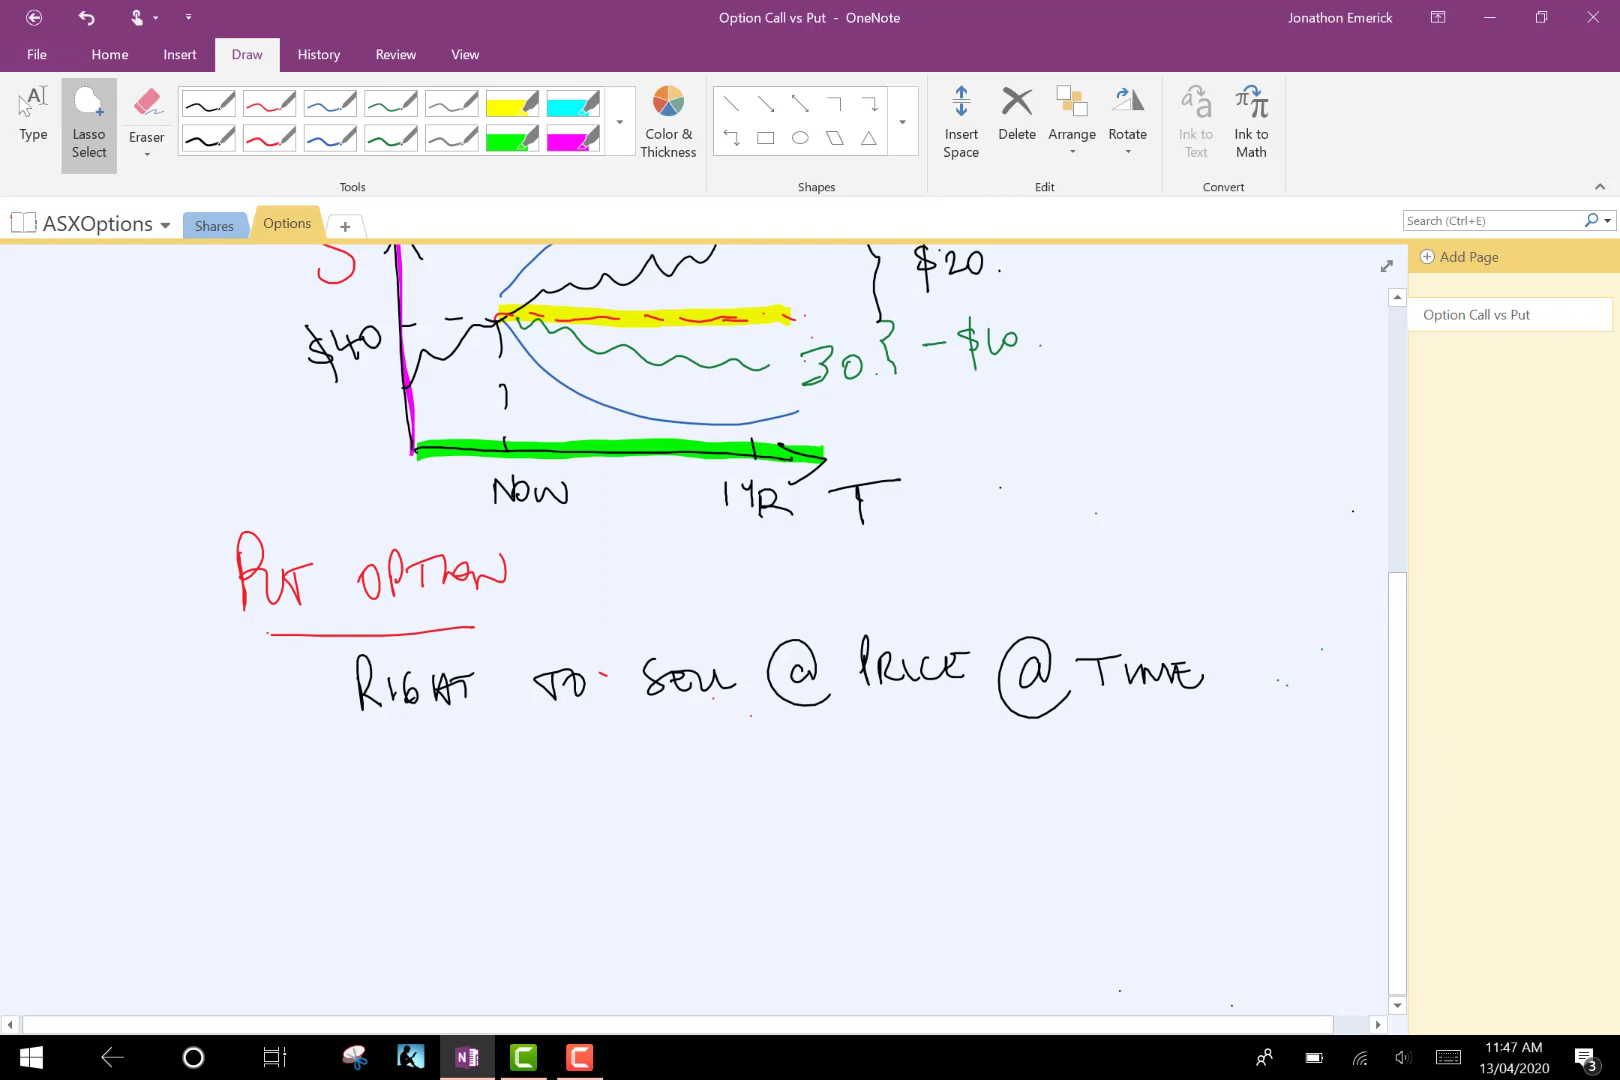 Option Call vs Put - OneNote
Jonathon Emerick
File Home Insert Draw History Review View
Type
Lasso Select
Eraser
Color & Thickness
Insert Space
Delete
Arrange
Rotate
Ink to Text
Ink to Math
Tools
Shapes
Edit
Convert
ASXOptions
Shares
Options
Search (Ctrl+E)
Add Page
Option Call vs Put
$20.
$40
30.
- $10
NOW
1 YR
T
PUT OPTION
RIGHT TO SELL @ PRICE @ TIME
11:47 AM
13/04/2020
3